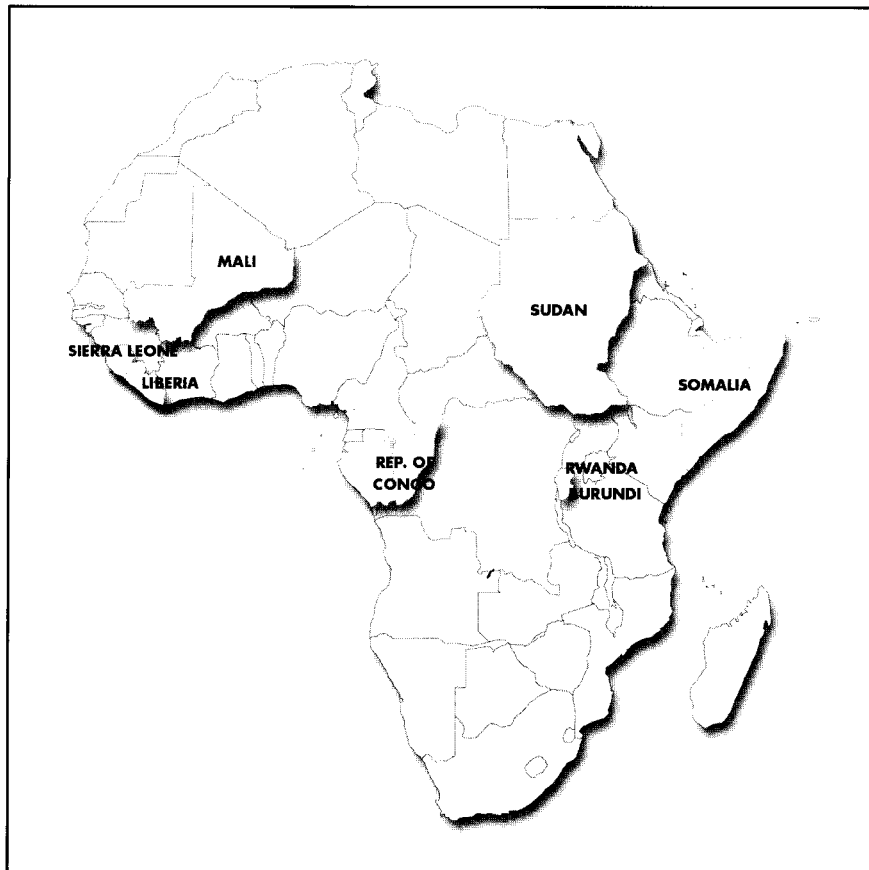 MALI
SUDAN
SIERRA LEONE
LIBERIA
SOMALIA
REP. OF
CONGO
RWANDA
BURUNDI